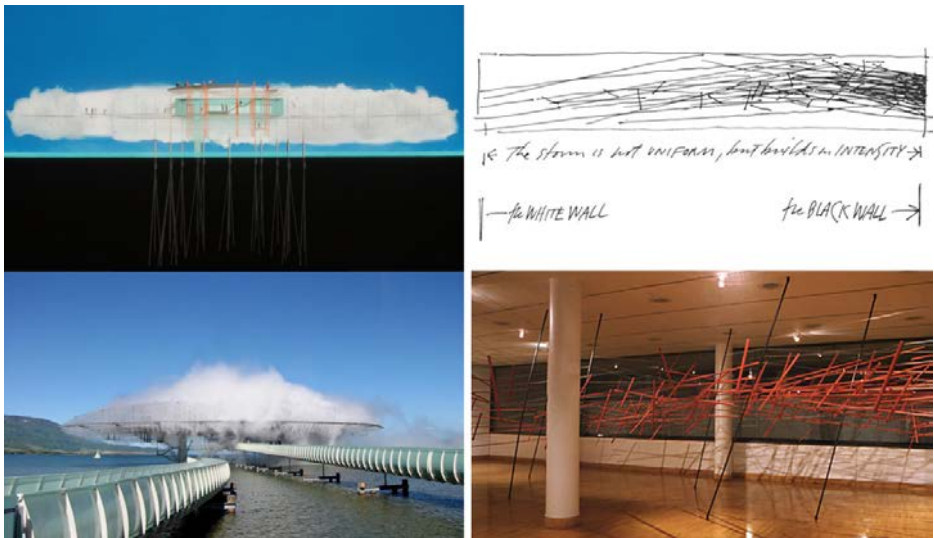 the STORM is not UNIFORM, but builds in INTENSITY
the WHITE WALL
the BLACK WALL